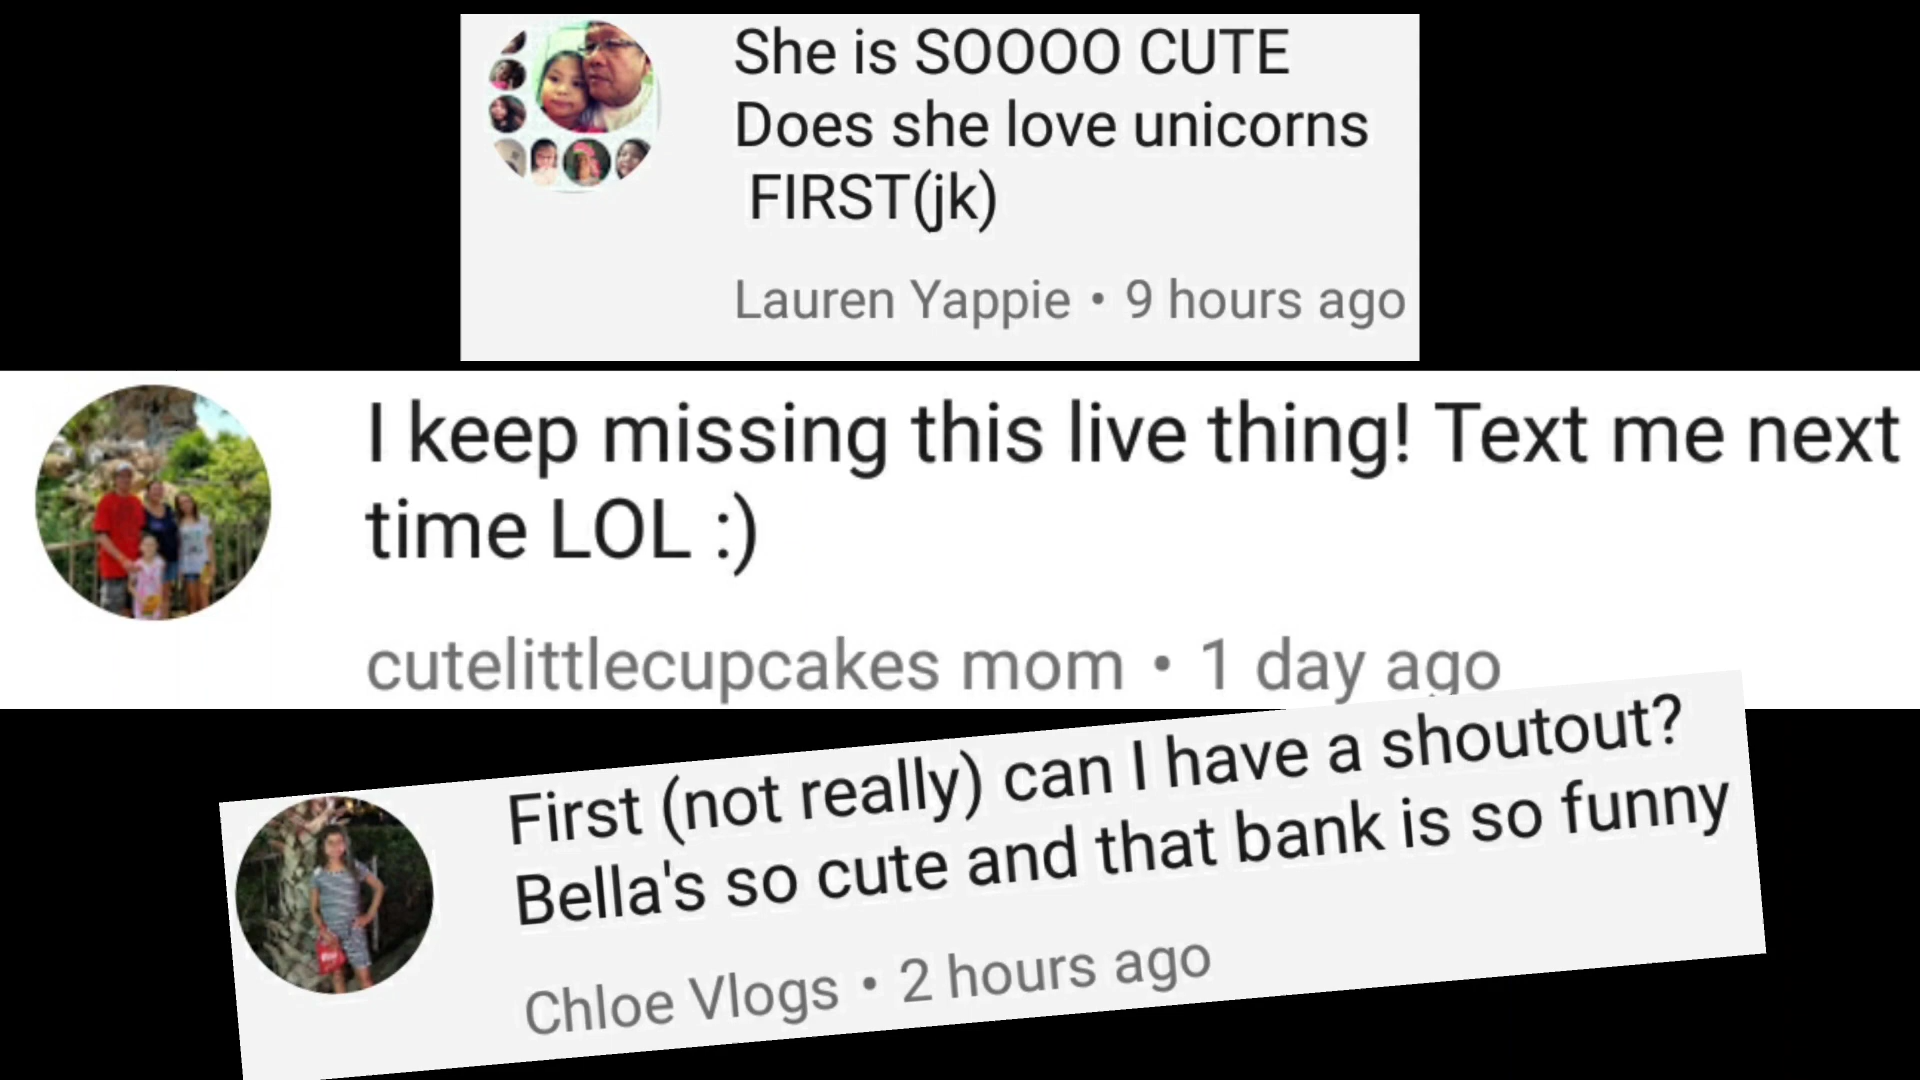 She is SOOOO CUTE
Does she love unicorns
FIRST(jk)
Lauren Yappie • 9 hours ago
I keep missing this live thing! Text me next
time LOL :)
cutelittlecupcakes mom • 1 day ago
First (not really) can I have a shoutout?
Bella's so cute and that bank is so funny
Chloe Vlogs • 2 hours ago